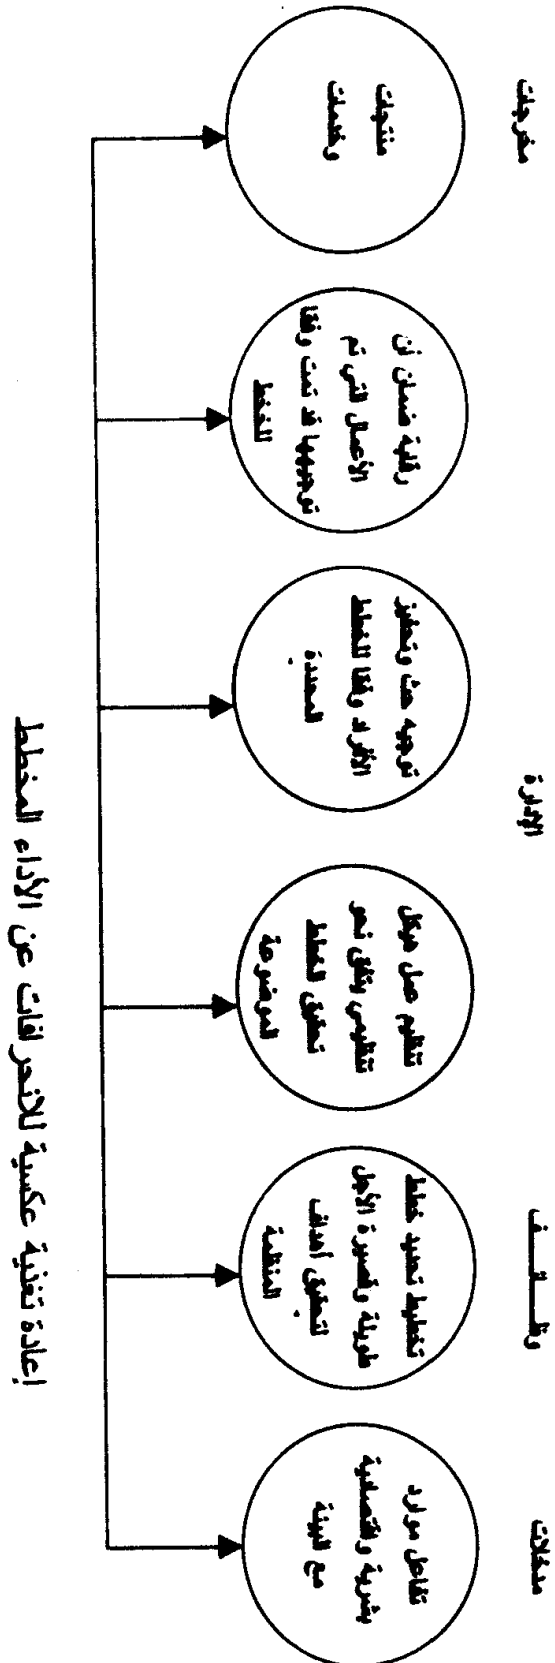 مدخلات
وظــائــف
الإدارة
مخرجات
تفاعل موارد
بشرية واقتصادية
مع البيئة
تخطيط تحديد خطط
طويلة وقصيرة الأجل
لتحقيق أهداف
المنظمة
تنظيم عمل هيكل
تنظيمي يتفق نحو
تحقيق الخطط
الموضوعة
توجيه حث وتحفيز
الأفراد وفقا للخطط
المحددة
رقابة ضمان أن
الأعمال التي تم
توجيهها قد تمت وفقا
للخطط
منتجات
وخدمات
إعادة تغذية عكسية للانحرافات عن الأداء المخطط